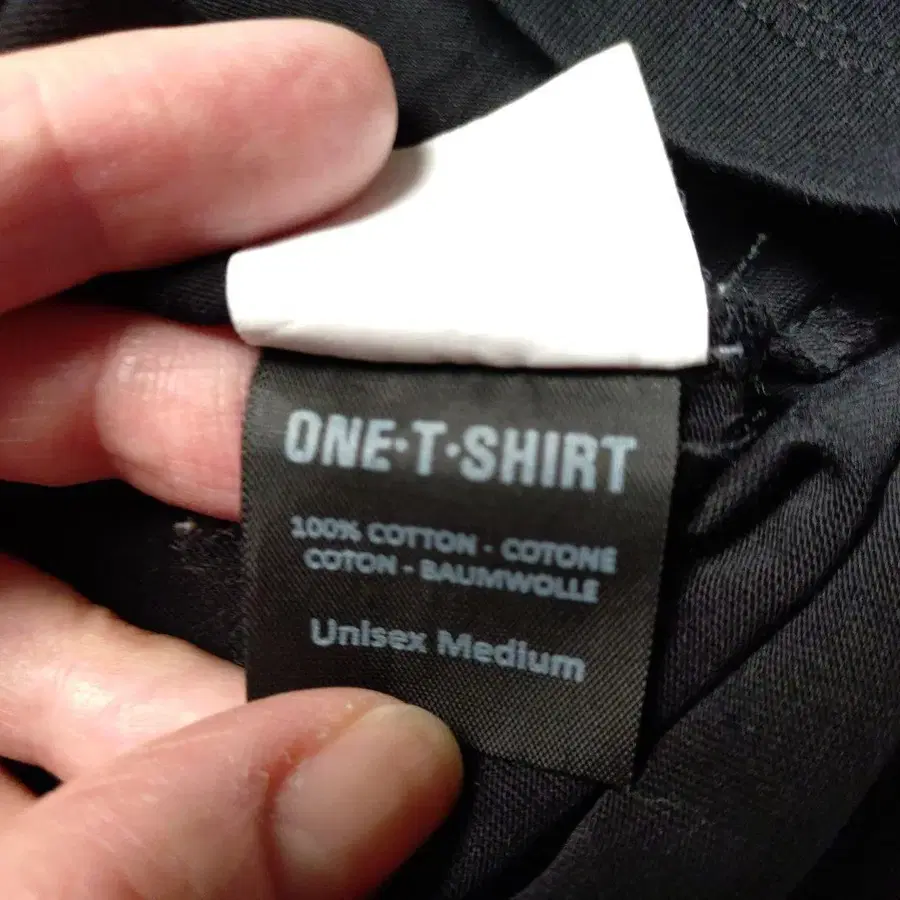 ONE·T·SHIRT
100% COTTON - COTONE
COTON - BAUMWOLLE
Unisex Medium